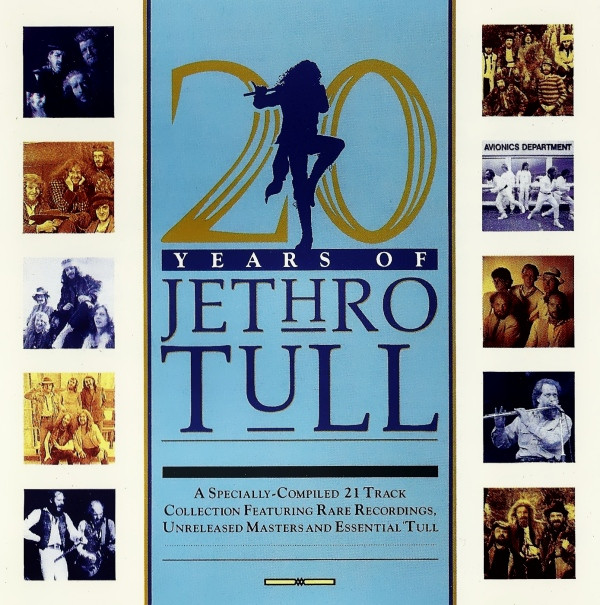 20
YEARS OF
JETHRO
TULL
A SPECIALLY-COMPILED 21 TRACK
COLLECTION FEATURING RARE RECORDINGS,
UNRELEASED MASTERS AND ESSENTIAL 'TULL
AVIONICS DEPARTMENT